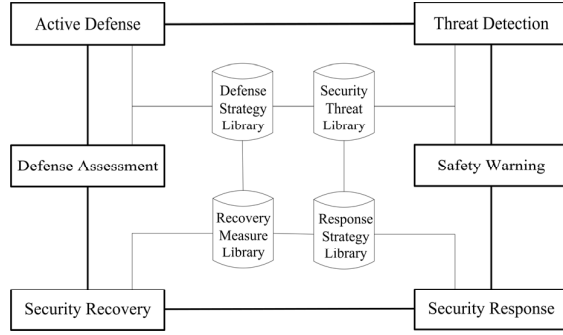 Active Defense
Threat Detection
Defense
Strategy
Library
Security
Threat
Library
Defense Assessment
Safety Warning
Recovery
Measure
Library
Response
Strategy
Library
Security Recovery
Security Response